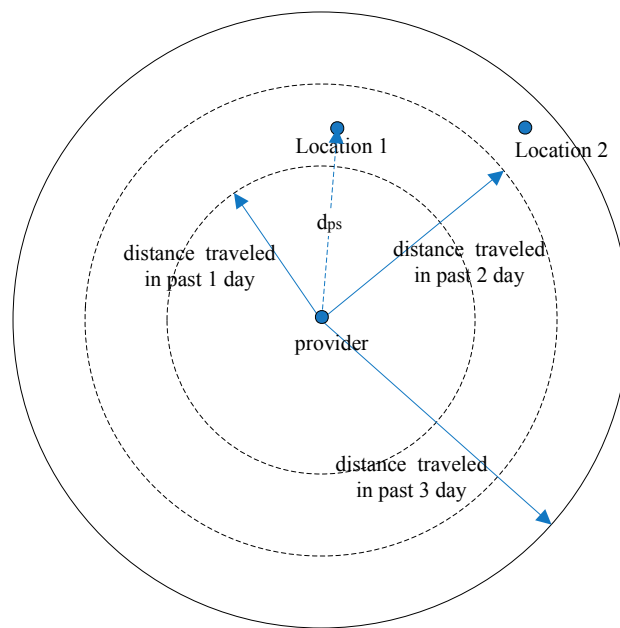 Location 1
Location 2
dps
distance traveled
in past 1 day
distance traveled
in past 2 day
provider
distance traveled
in past 3 day